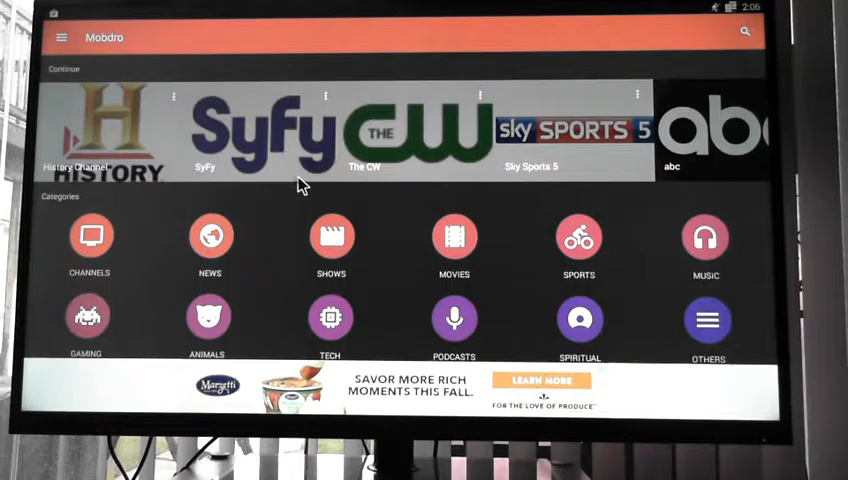 2:06
Mobdro
Continue
H
HISTORY
History Channel
Syfy
SyFy
THE CW
The CW
sky SPORTS 5
Sky Sports 5
abc
abc
Categories
CHANNELS
NEWS
SHOWS
MOVIES
SPORTS
MUSIC
GAMING
ANIMALS
TECH
PODCASTS
SPIRITUAL
OTHERS
Marzetti
SAVOR MORE RICH
MOMENTS THIS FALL.
LEARN MORE
FOR THE LOVE OF PRODUCE